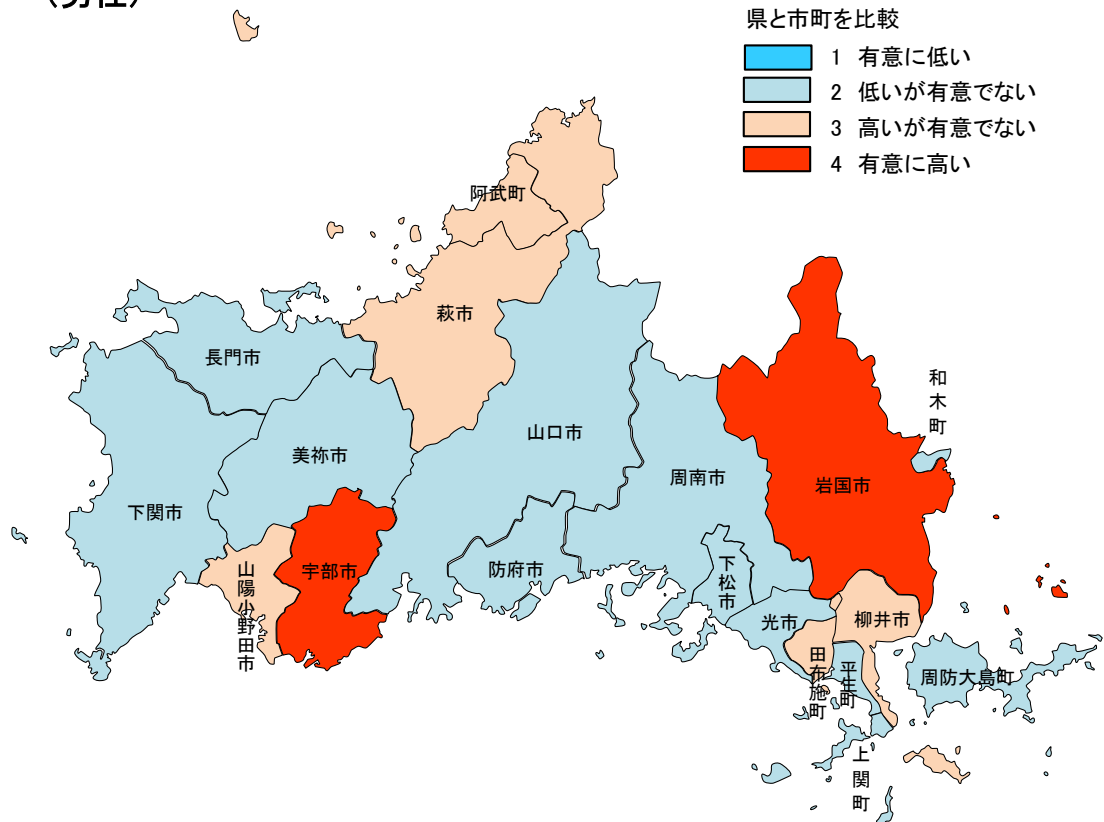 （男性）
県と市町を比較
1 有意に低い
2 低いが有意でない
3 高いが有意でない
4 有意に高い
阿武町
萩市
長門市
和木町
山口市
美祢市
周南市
岩国市
下関市
宇部市
防府市
下松市
山陽小野田市
光市
柳井市
田布施町
平生町
周防大島町
上関町